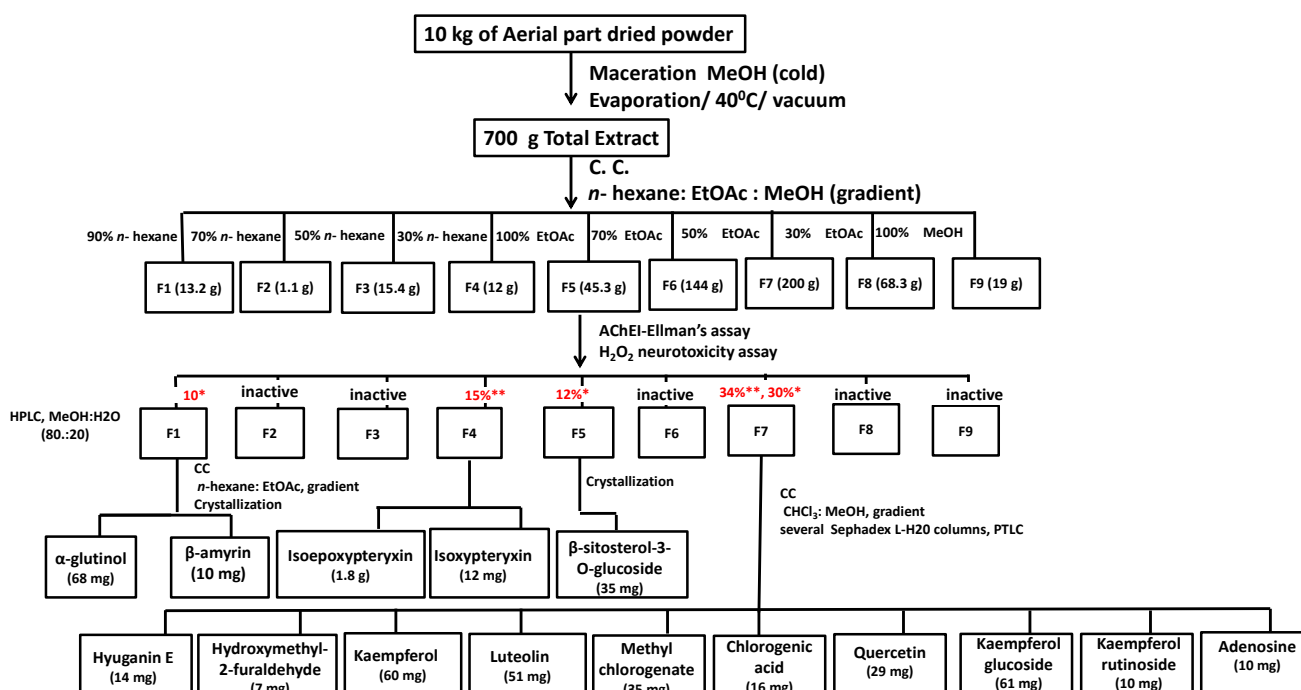 10 kg of Aerial part dried powder
Maceration MeOH (cold)
Evaporation/ 40⁰C/ vacuum
700 g Total Extract
C. C.
n- hexane: EtOAc : MeOH (gradient)
90% n- hexane 70% n- hexane 50% n- hexane 30% n- hexane 100% EtOAc 70% EtOAc 50% EtOAc 30% EtOAc 100% MeOH
F1 (13.2 g) F2 (1.1 g) F3 (15.4 g) F4 (12 g) F5 (45.3 g) F6 (144 g) F7 (200 g) F8 (68.3 g) F9 (19 g)
AChEI-Ellman's assay
H₂O₂ neurotoxicity assay
10* inactive inactive 15%** 12%* inactive 34%**, 30%* inactive inactive
HPLC, MeOH:H2O
(80.:20)
F1 F2 F3 F4 F5 F6 F7 F8 F9
CC
n-hexane: EtOAc, gradient
Crystallization
Crystallization
CC
CHCl₃: MeOH, gradient
several Sephadex L-H20 columns, PTLC
α-glutinol
(68 mg)
β-amyrin
(10 mg)
Isoepoxypteryxin
(1.8 g)
Isoxypteryxin
(12 mg)
β-sitosterol-3-
O-glucoside
(35 mg)
Hyuganin E
(14 mg)
Hydroxymethyl-
2-furaldehyde
(7 mg)
Kaempferol
(60 mg)
Luteolin
(51 mg)
Methyl
chlorogenate
(35 mg)
Chlorogenic
acid
(16 mg)
Quercetin
(29 mg)
Kaempferol
glucoside
(61 mg)
Kaempferol
rutinoside
(10 mg)
Adenosine
(10 mg)